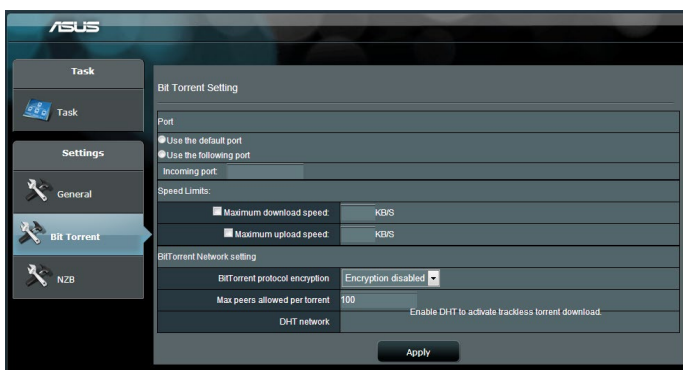 ASUS
Task
Task
Settings
General
Bit Torrent
NZB
Bit Torrent Setting
Port
Use the default port
Use the following port
Incoming port:
Speed Limits:
Maximum download speed: KB/S
Maximum upload speed: KB/S
BitTorrent Network setting
BitTorrent protocol encryption Encryption disabled
Max peers allowed per torrent 100
DHT network Enable DHT to activate trackless torrent download.
Apply